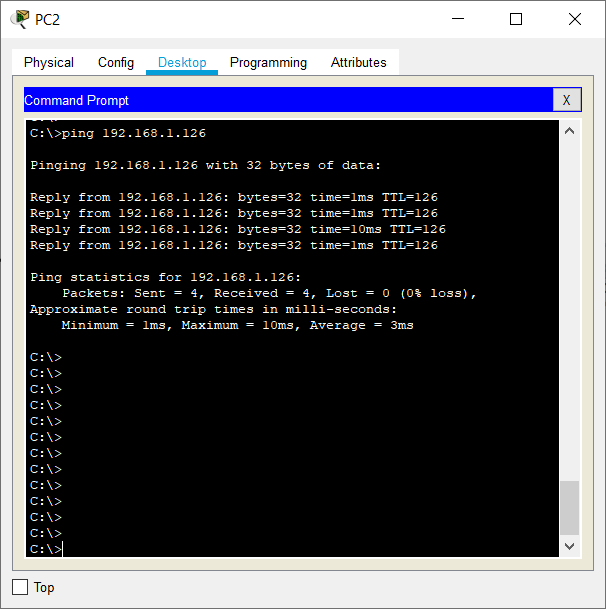 PC2
Physical Config Desktop Programming Attributes
Command Prompt
X
C:\>ping 192.168.1.126
Pinging 192.168.1.126 with 32 bytes of data:
Reply from 192.168.1.126: bytes=32 time=1ms TTL=126
Reply from 192.168.1.126: bytes=32 time=1ms TTL=126
Reply from 192.168.1.126: bytes=32 time=10ms TTL=126
Reply from 192.168.1.126: bytes=32 time=1ms TTL=126
Ping statistics for 192.168.1.126:
Packets: Sent = 4, Received = 4, Lost = 0 (0% loss),
Approximate round trip times in milli-seconds:
Minimum = 1ms, Maximum = 10ms, Average = 3ms
C:\>
C:\>
C:\>
C:\>
C:\>
C:\>
C:\>
C:\>
C:\>
C:\>
C:\>
C:\>
C:\>
Top